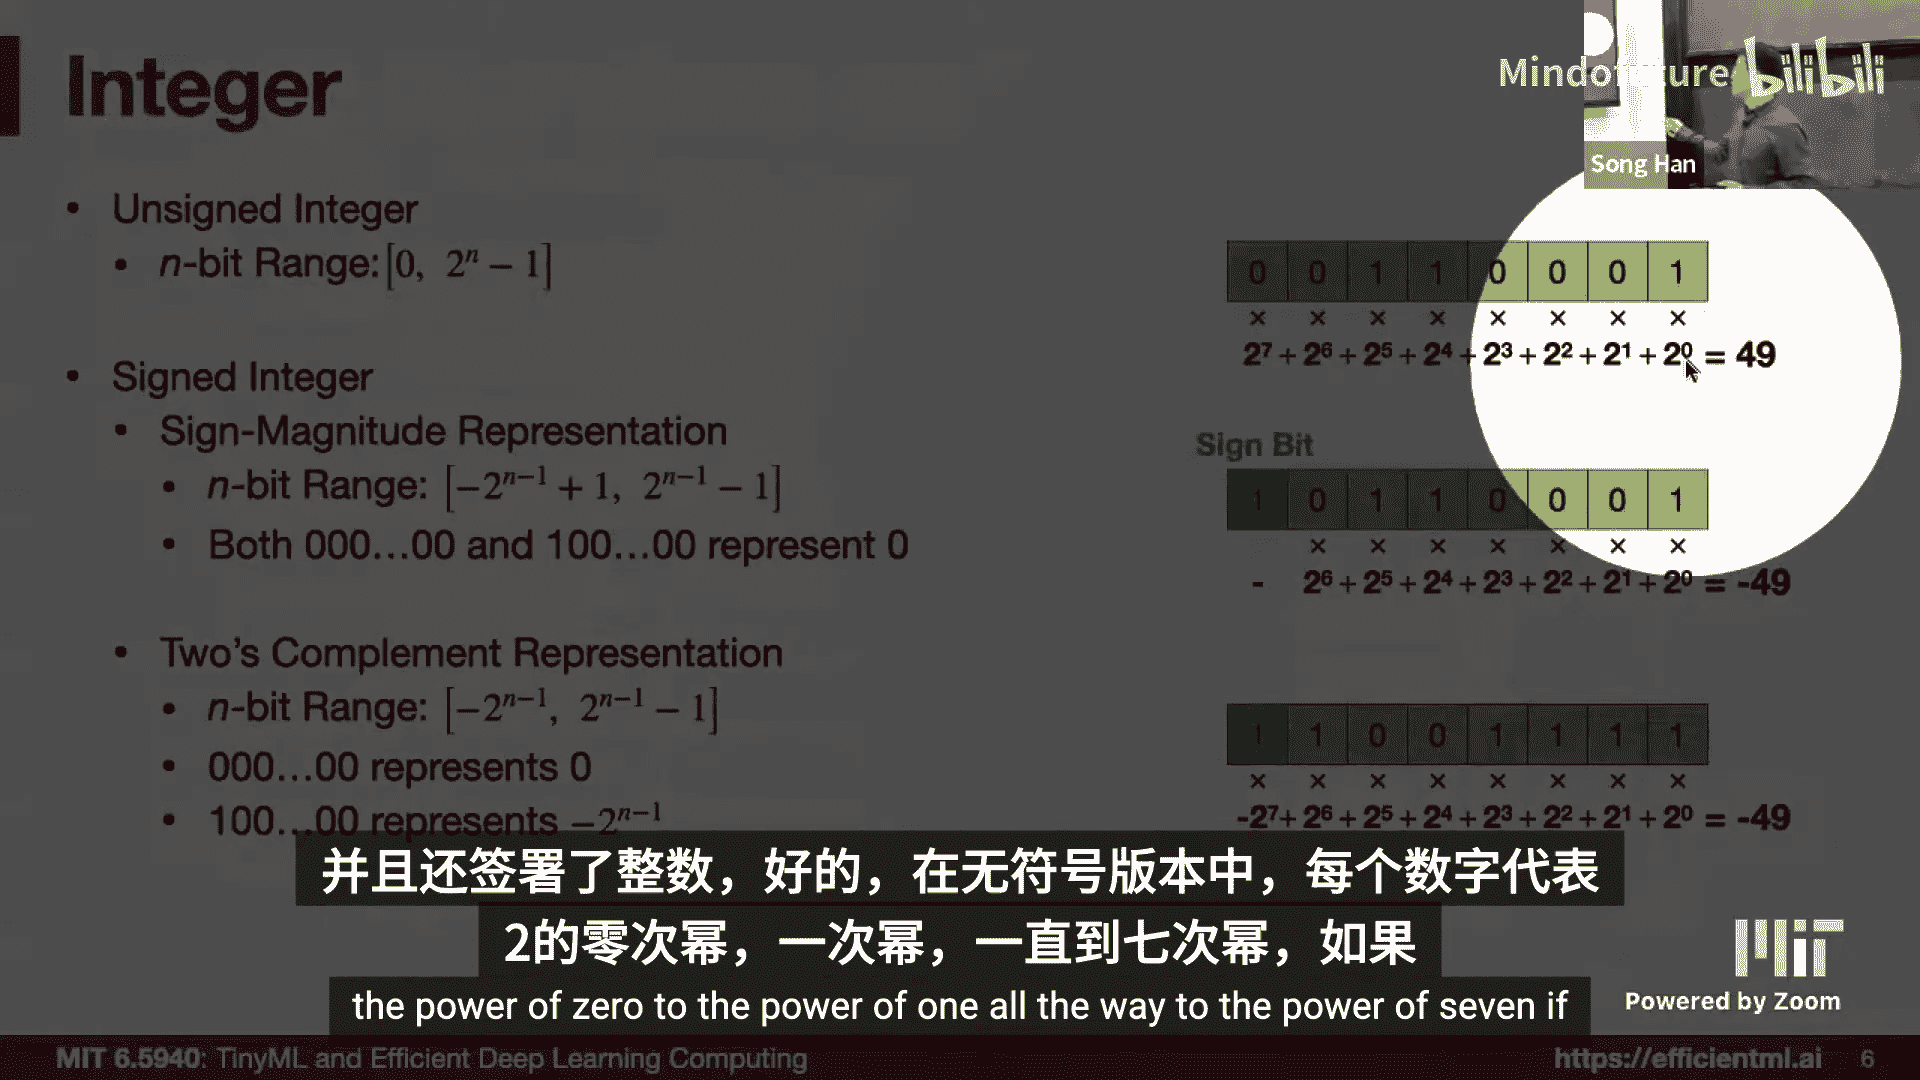 Integer
Mindofuture bilibili
Song Han
• Unsigned Integer
• n-bit Range: [0, 2ⁿ − 1]
0 0 1 1 0 0 0 1
× × × × × × × ×
2⁷ + 2⁶ + 2⁵ + 2⁴ + 2³ + 2² + 2¹ + 2⁰ = 49
• Signed Integer
• Sign-Magnitude Representation
• n-bit Range: [−2ⁿ⁻¹ + 1, 2ⁿ⁻¹ − 1]
• Both 000…00 and 100…00 represent 0
Sign Bit
1 0 1 1 0 0 0 1
× × × × × × ×
- 2⁶ + 2⁵ + 2⁴ + 2³ + 2² + 2¹ + 2⁰ = -49
• Two’s Complement Representation
• n-bit Range: [−2ⁿ⁻¹, 2ⁿ⁻¹ − 1]
• 000…00 represents 0
• 100…00 represents −2ⁿ⁻¹
1 1 0 0 1 1 1 1
× × × × × × × ×
-2⁷+ 2⁶ + 2⁵ + 2⁴ + 2³ + 2² + 2¹ + 2⁰ = -49
并且还签署了整数，好的，在无符号版本中，每个数字代表
2的零次幂，一次幂，一直到七次幂，如果
the power of zero to the power of one all the way to the power of seven if
MIT
Powered by Zoom
MIT 6.5940: TinyML and Efficient Deep Learning Computing
https://efficientml.ai
6